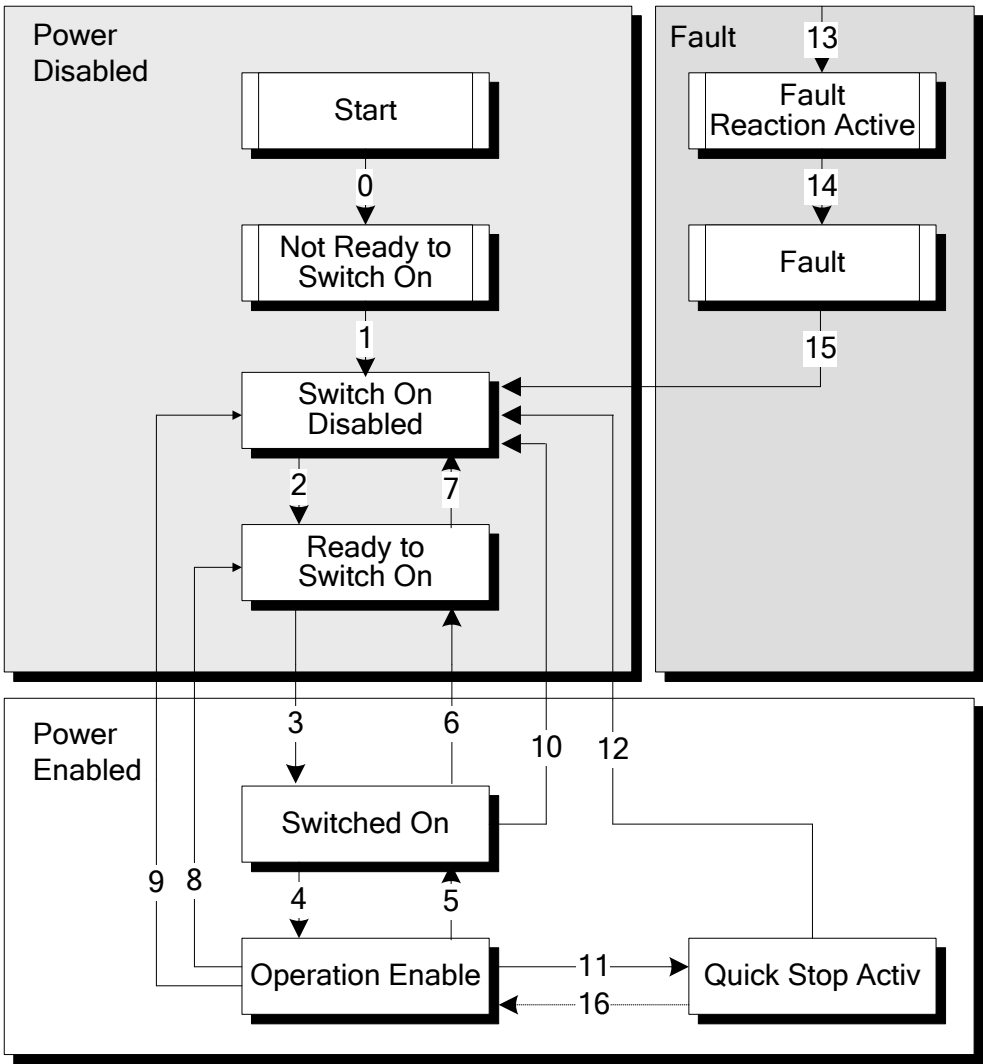 Power
Disabled
Start
0
Not Ready to
Switch On
1
Switch On
Disabled
2
7
Ready to
Switch On
Fault
13
Fault
Reaction Active
14
Fault
15
Power
Enabled
3
6
10
12
Switched On
9
8
4
5
Operation Enable
11
16
Quick Stop Activ